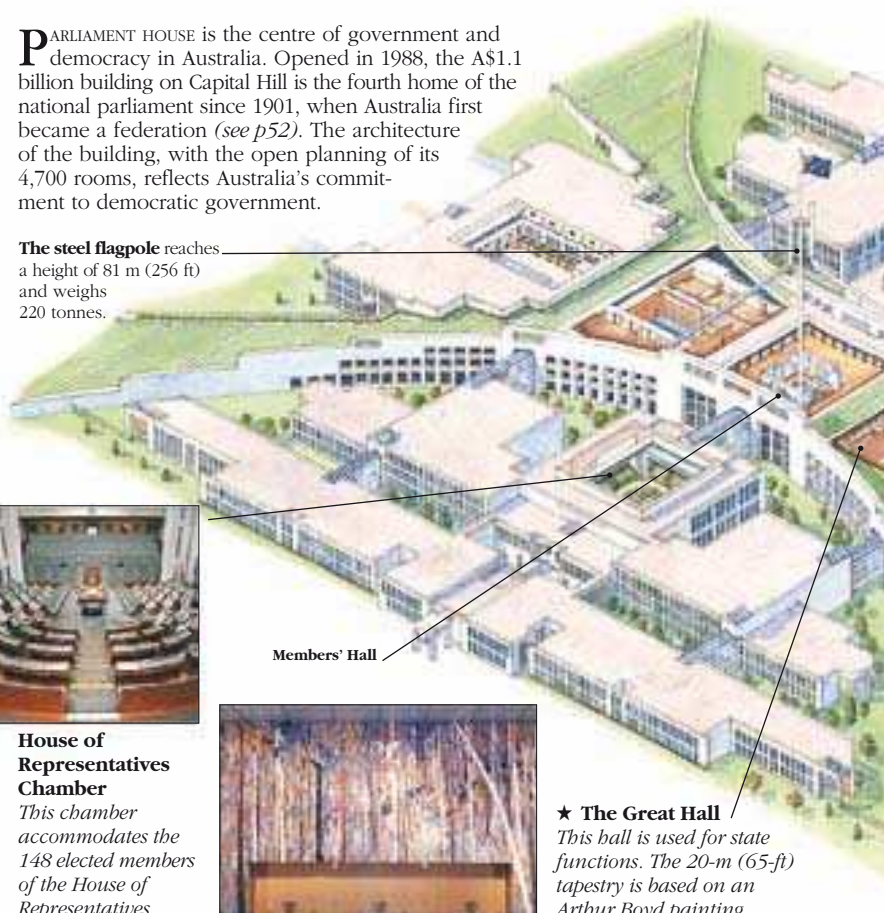 PARLIAMENT HOUSE is the centre of government and
democracy in Australia. Opened in 1988, the A$1.1
billion building on Capital Hill is the fourth home of the
national parliament since 1901, when Australia first
became a federation (see p52). The architecture
of the building, with the open planning of its
4,700 rooms, reflects Australia's commit-
ment to democratic government.
The steel flagpole reaches
a height of 81 m (256 ft)
and weighs
220 tonnes.
Members' Hall
House of
Representatives
Chamber
This chamber
accommodates the
148 elected members
of the House of
Representatives
★ The Great Hall
This hall is used for state
functions. The 20-m (65-ft)
tapestry is based on an
Arthur Boyd painting